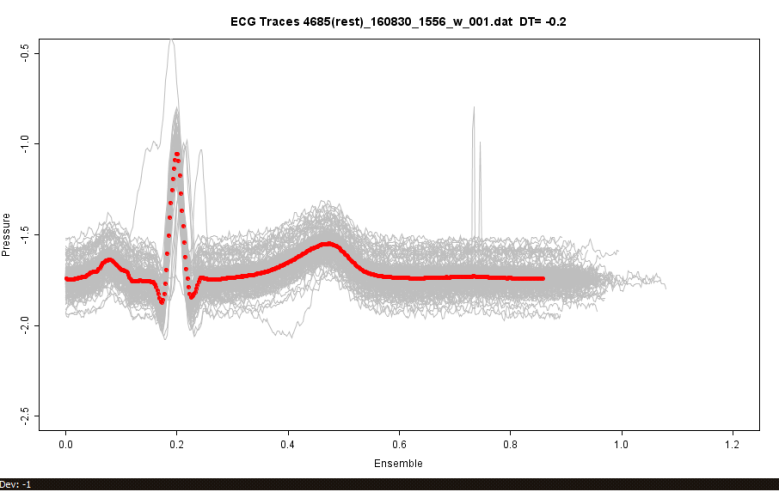 ECG Traces 4685(rest)_160830_1556_w_001.dat DT= -0.2
-0.5
-1.0
-1.5
-2.0
-2.5
Pressure
0.0 0.2 0.4 0.6 0.8 1.0 1.2
Ensemble
Dev: -1